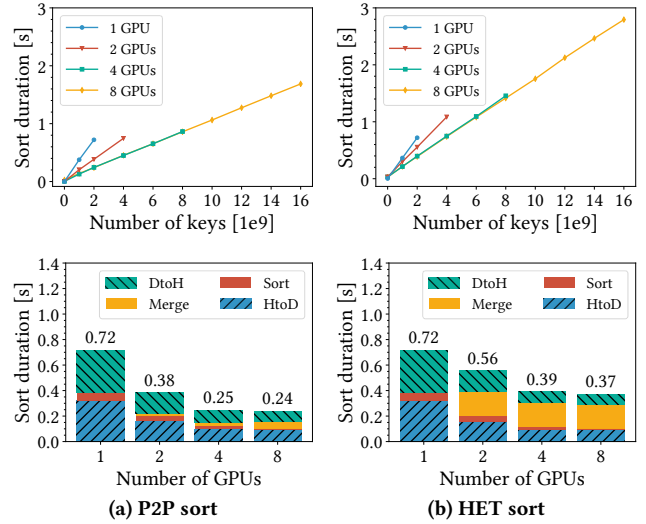 Sort duration [s]
3
2
1
0
1 GPU
2 GPUs
4 GPUs
8 GPUs
0 2 4 6 8 10 12 14 16
Number of keys [1e9]
Sort duration [s]
3
2
1
0
1 GPU
2 GPUs
4 GPUs
8 GPUs
0 2 4 6 8 10 12 14 16
Number of keys [1e9]
Sort duration [s]
1.4
1.2
1.0
0.8
0.6
0.4
0.2
0.0
DtoH Sort
Merge HtoD
0.72
0.38
0.25
0.24
1 2 4 8
Number of GPUs
(a) P2P sort
Sort duration [s]
1.4
1.2
1.0
0.8
0.6
0.4
0.2
0.0
DtoH Sort
Merge HtoD
0.72
0.56
0.39
0.37
1 2 4 8
Number of GPUs
(b) HET sort